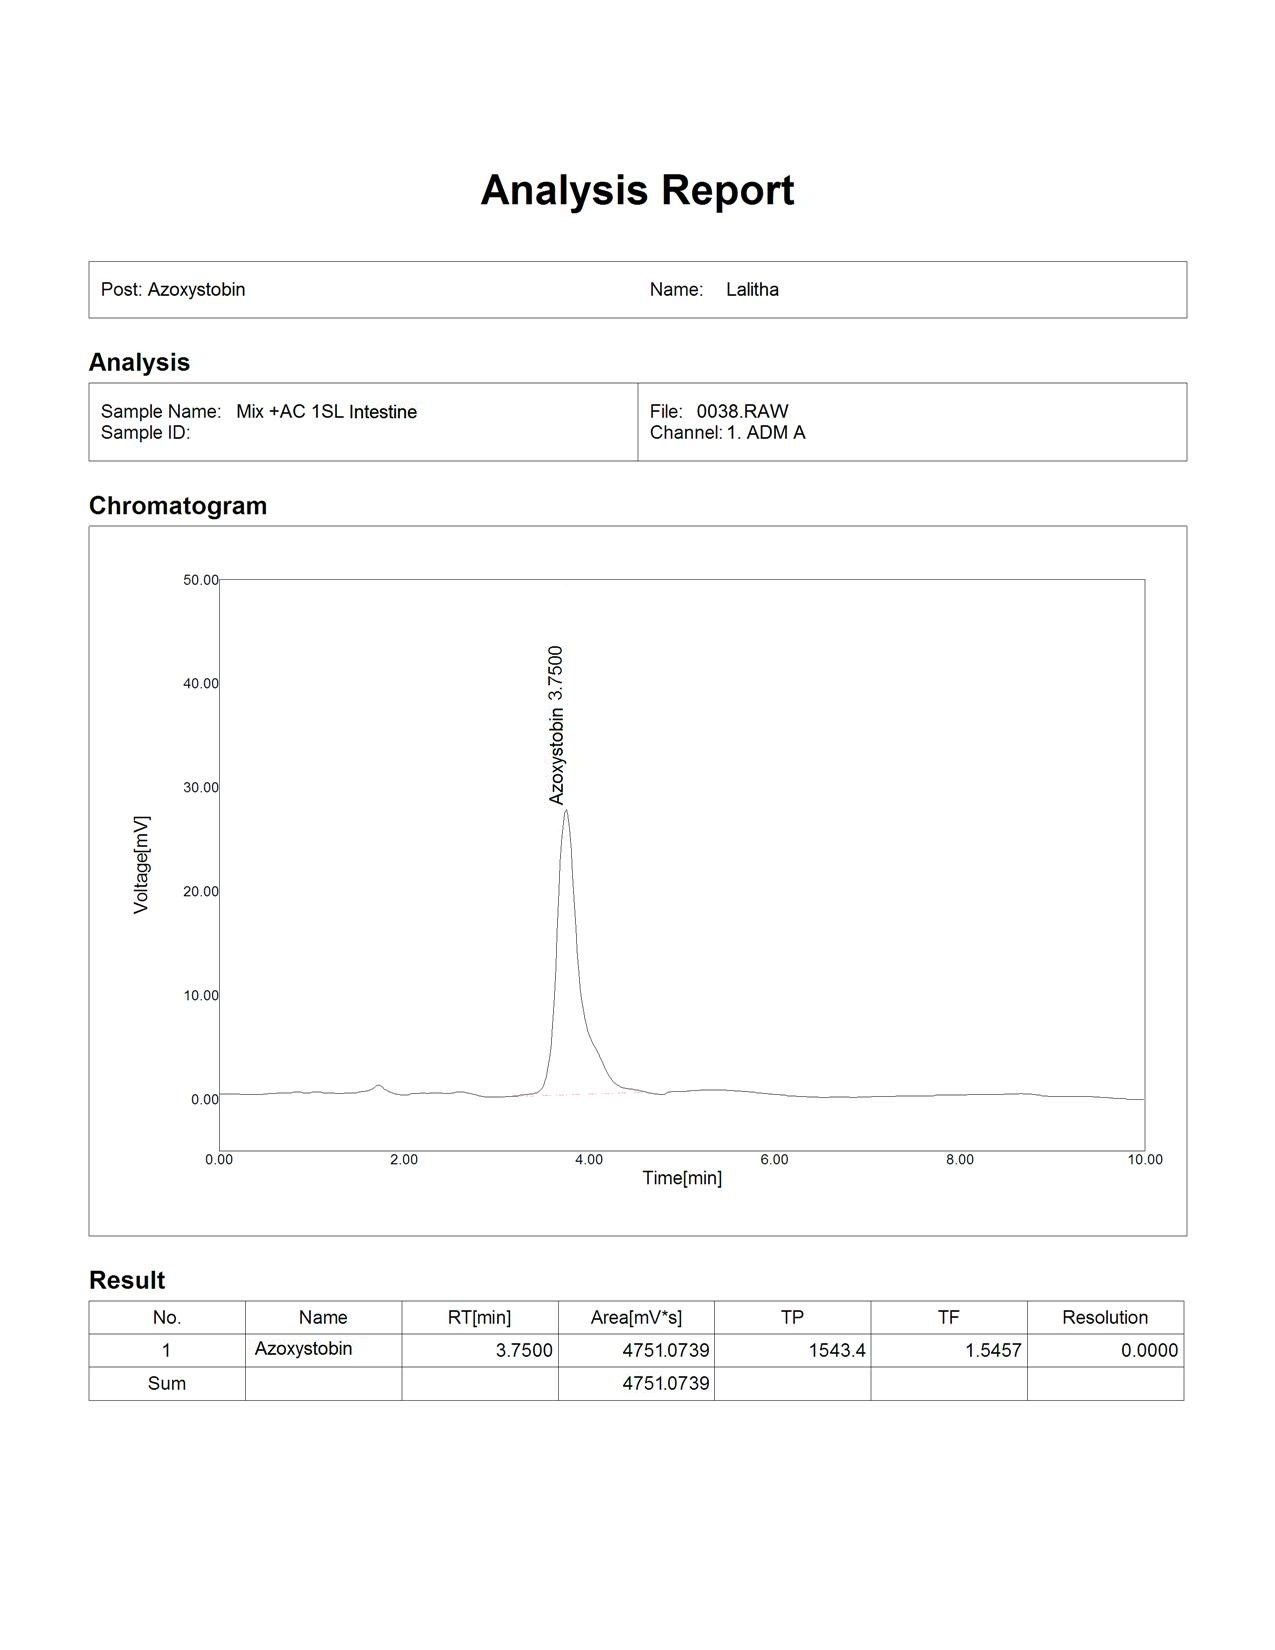 Analysis Report
Post: Azoxystobin Name: Lalitha
Analysis
Sample Name: Mix +AC 1SL Intestine
Sample ID:
File: 0038.RAW
Channel: 1. ADM A
Chromatogram
50.00
40.00
30.00
20.00
10.00
0.00
Voltage[mV]
Azoxystobin 3.7500
0.00 2.00 4.00 6.00 8.00 10.00
Time[min]
Result
No. Name RT[min] Area[mV*s] TP TF Resolution
1 Azoxystobin 3.7500 4751.0739 1543.4 1.5457 0.0000
Sum 4751.0739